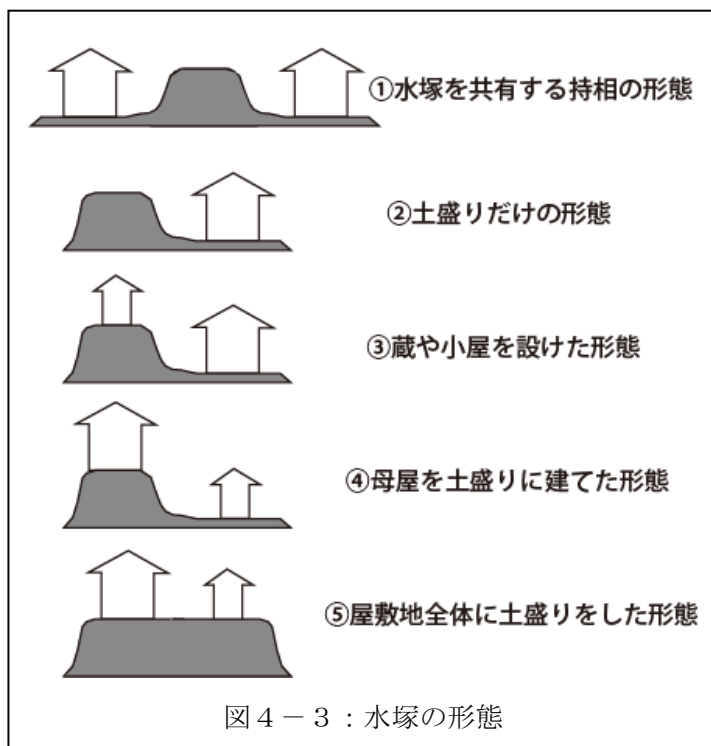 ①水塚を共有する持相の形態
②土盛りだけの形態
③蔵や小屋を設けた形態
④母屋を土盛りに建てた形態
⑤屋敷地全体に土盛りをした形態
図４－３：水塚の形態